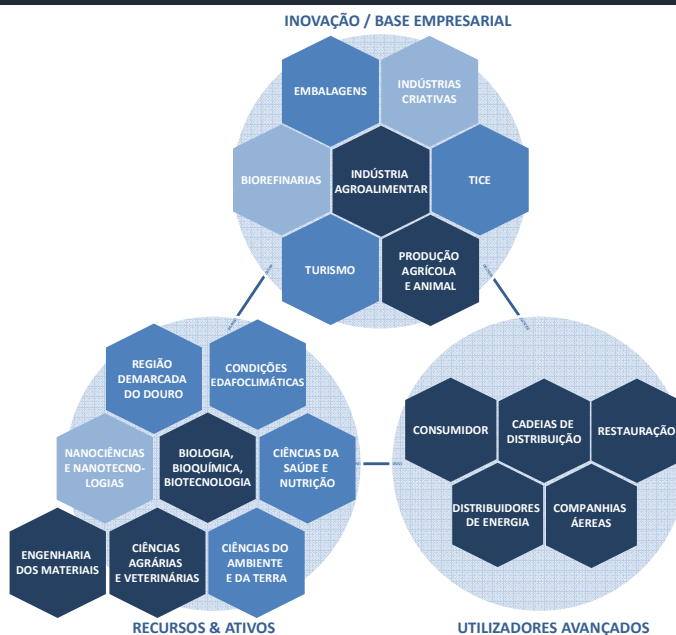 INOVAÇÃO / BASE EMPRESARIAL
EMBALAGENS
INDÚSTRIAS
CRIATIVAS
BIOREFINARIAS
INDÚSTRIA
AGROALIMENTAR
TICE
TURISMO
PRODUÇÃO
AGRÍCOLA
E ANIMAL
REGIÃO
DEMARCADA
DO DOURO
CONDIÇÕES
EDAFOCLIMÁTICAS
NANOCIÊNCIAS
E NANOTECNO-
LOGIAS
BIOLOGIA,
BIOQUÍMICA,
BIOTECNOLOGIA
CIÊNCIAS DA
SAÚDE E
NUTRIÇÃO
ENGENHARIA
DOS MATERIAIS
CIÊNCIAS
AGRÁRIAS
E VETERINÁRIAS
CIÊNCIAS DO
AMBIENTE
E DA TERRA
RECURSOS & ATIVOS
CONSUMIDOR
CADEIAS DE
DISTRIBUIÇÃO
RESTAURAÇÃO
DISTRIBUIDORES
DE ENERGIA
COMPANHIAS
ÁEREAS
UTILIZADORES AVANÇADOS